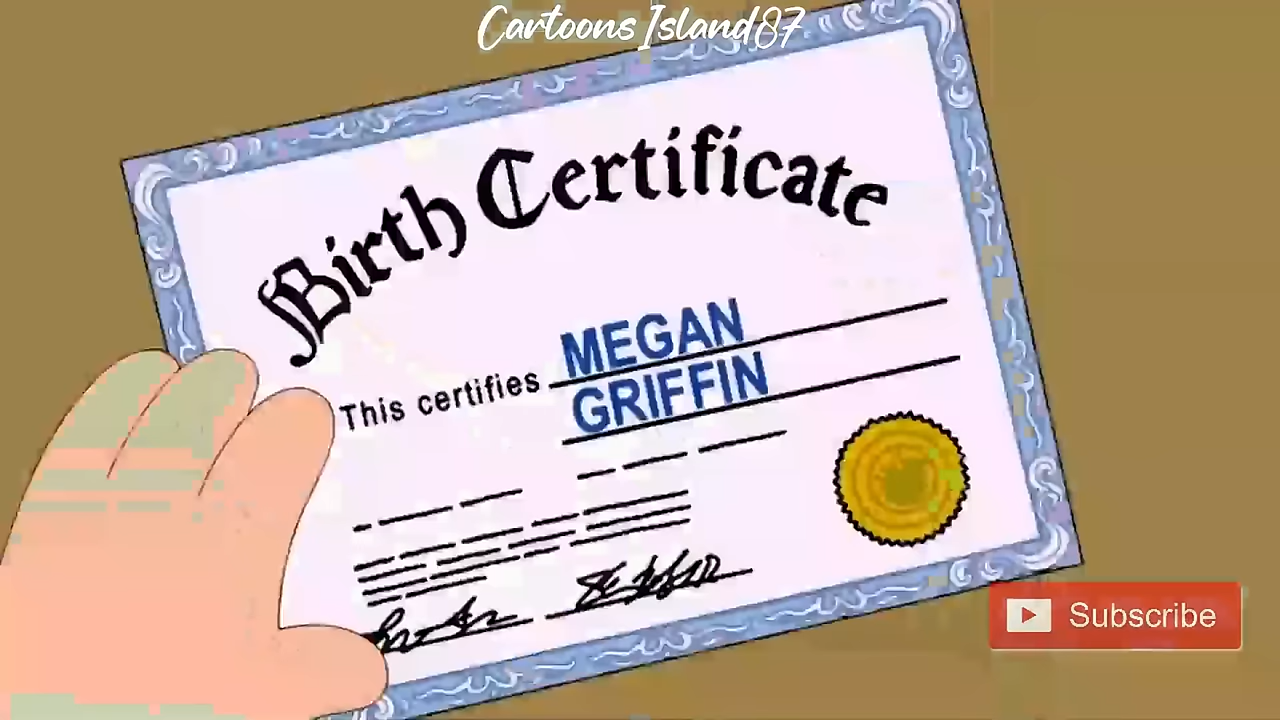 Cartoons Island87
Birth Certificate
This certifies MEGAN
GRIFFIN
Subscribe